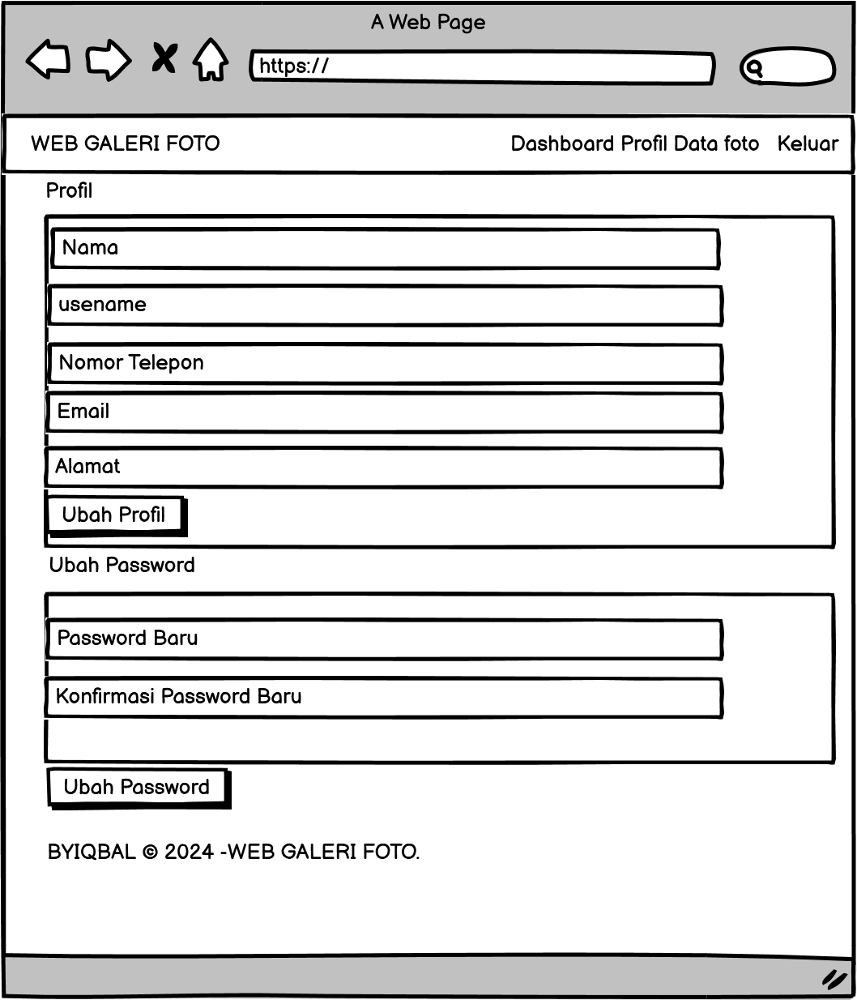 A Web Page
https://
WEB GALERI FOTO Dashboard Profil Data foto Keluar
Profil
Nama
usename
Nomor Telepon
Email
Alamat
Ubah Profil
Ubah Password
Password Baru
Konfirmasi Password Baru
Ubah Password
BYIQBAL © 2024 -WEB GALERI FOTO.